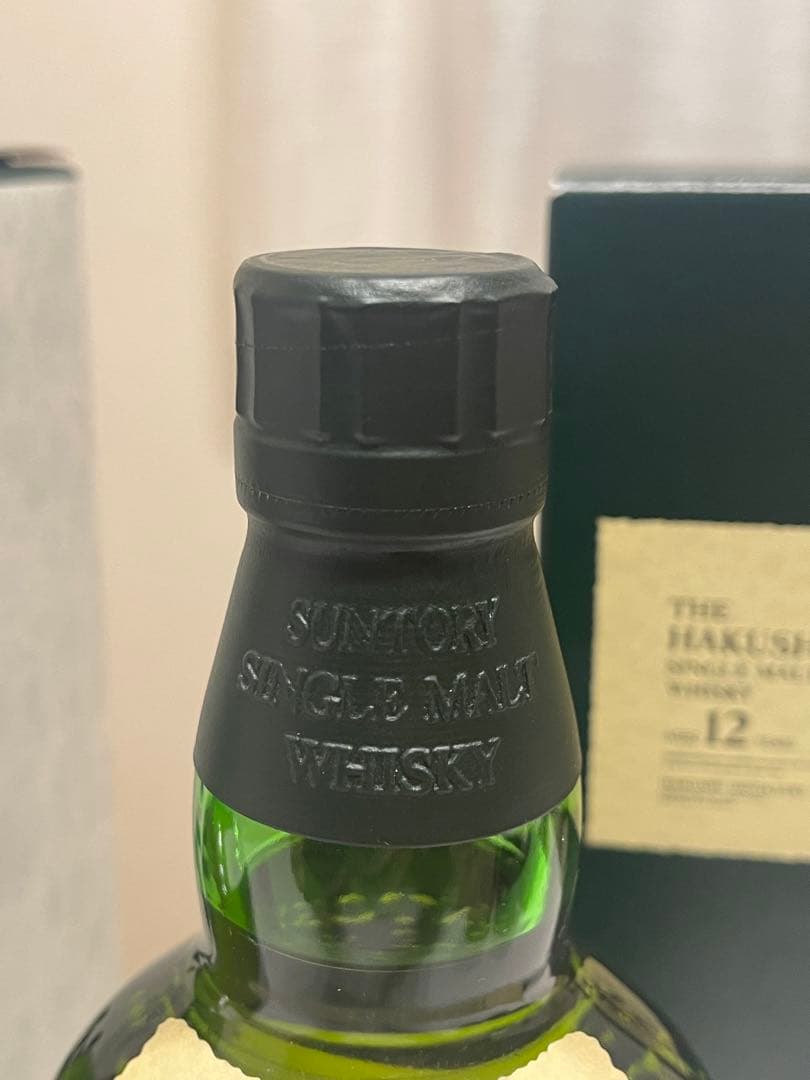 SUNTORY
SINGLE MALT
WHISKY
THE
HAKUSH
SINGLE MALT
WHISKY
12